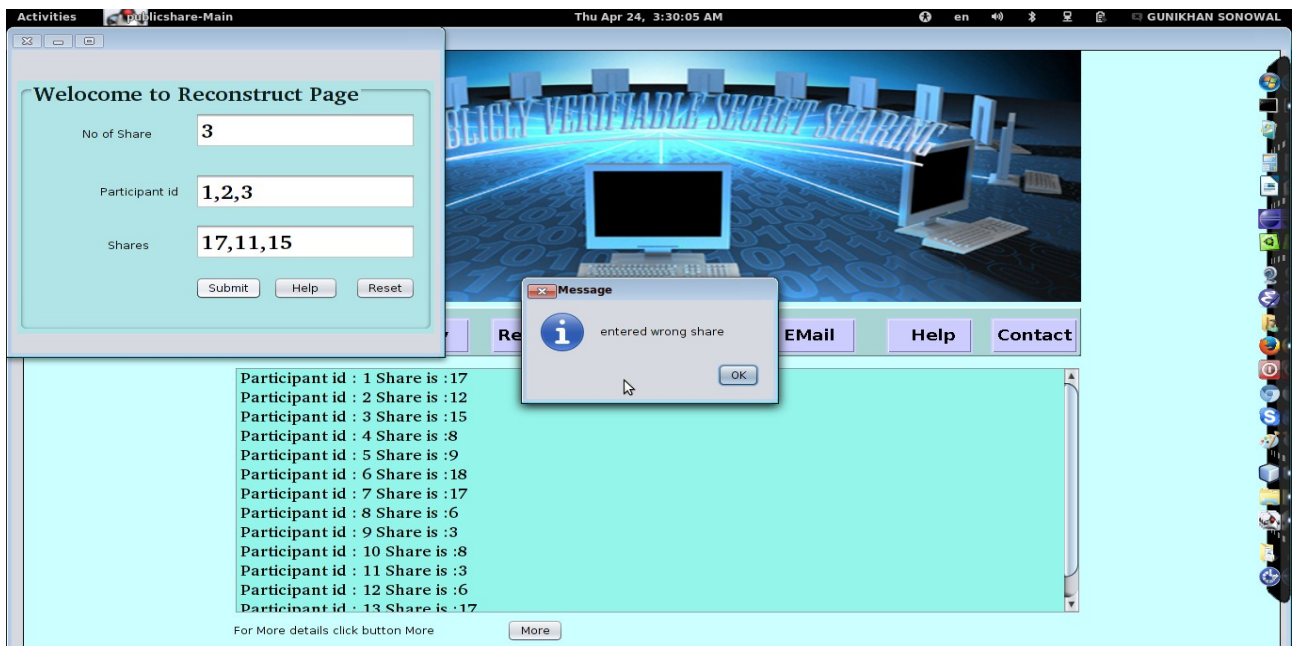 Activities publicshare-Main Thu Apr 24, 3:30:05 AM en GUNIKHAN SONOWAL
Welocome to Reconstruct Page
No of Share 3
Participant id 1,2,3
Shares 17,11,15
Submit Help Reset
BLICLY VERIFIABLE SECRET SHARING
Message
entered wrong share
OK
EMail Help Contact
Participant id : 1 Share is :17
Participant id : 2 Share is :12
Participant id : 3 Share is :15
Participant id : 4 Share is :8
Participant id : 5 Share is :9
Participant id : 6 Share is :18
Participant id : 7 Share is :17
Participant id : 8 Share is :6
Participant id : 9 Share is :3
Participant id : 10 Share is :8
Participant id : 11 Share is :3
Participant id : 12 Share is :6
Participant id : 13 Share is :17
For More details click button More More